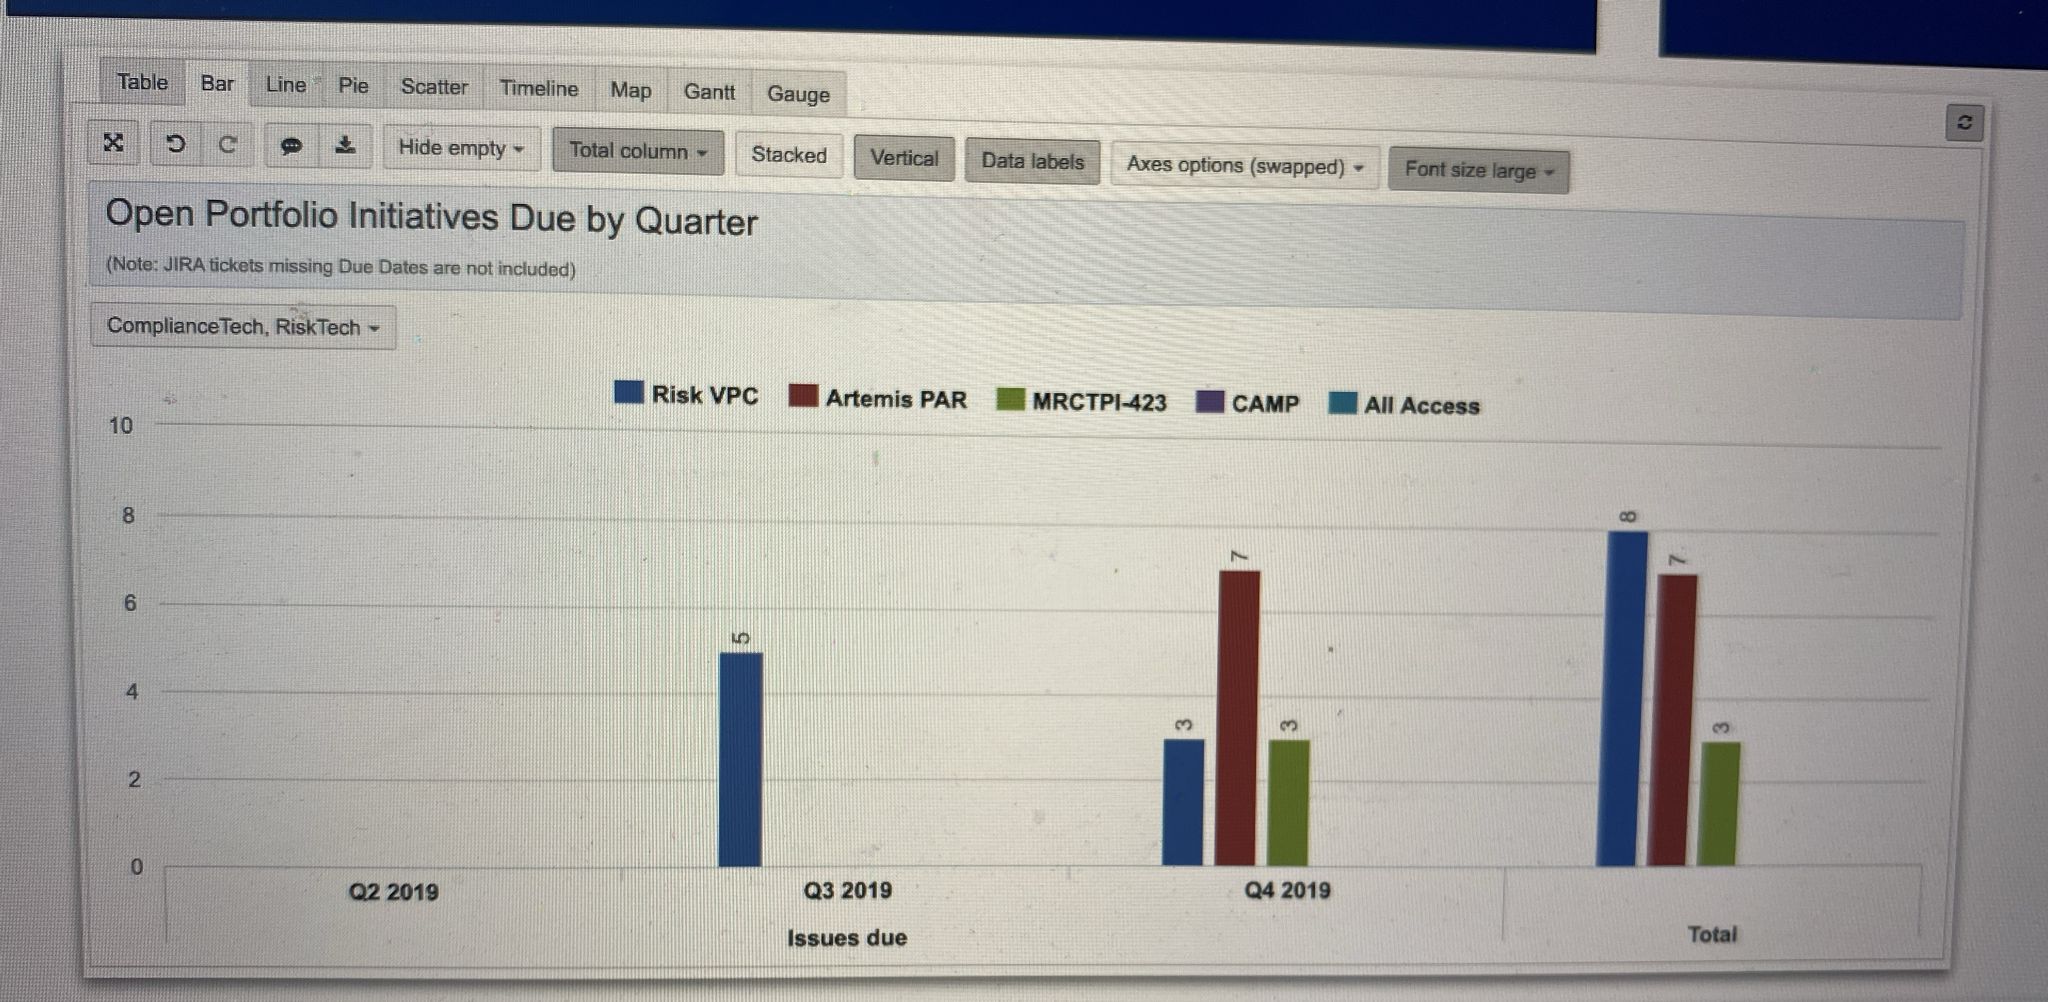 Table Bar Line Pie Scatter Timeline Map Gantt Gauge
Hide empty Total column Stacked Vertical Data labels Axes options (swapped) Font size large
Open Portfolio Initiatives Due by Quarter
(Note: JIRA tickets missing Due Dates are not included)
ComplianceTech, RiskTech
Risk VPC Artemis PAR MRCTPI-423 CAMP All Access
10
8
8
7
7
6
5
4
3
3
3
2
0
Q2 2019 Q3 2019 Q4 2019
Issues due Total